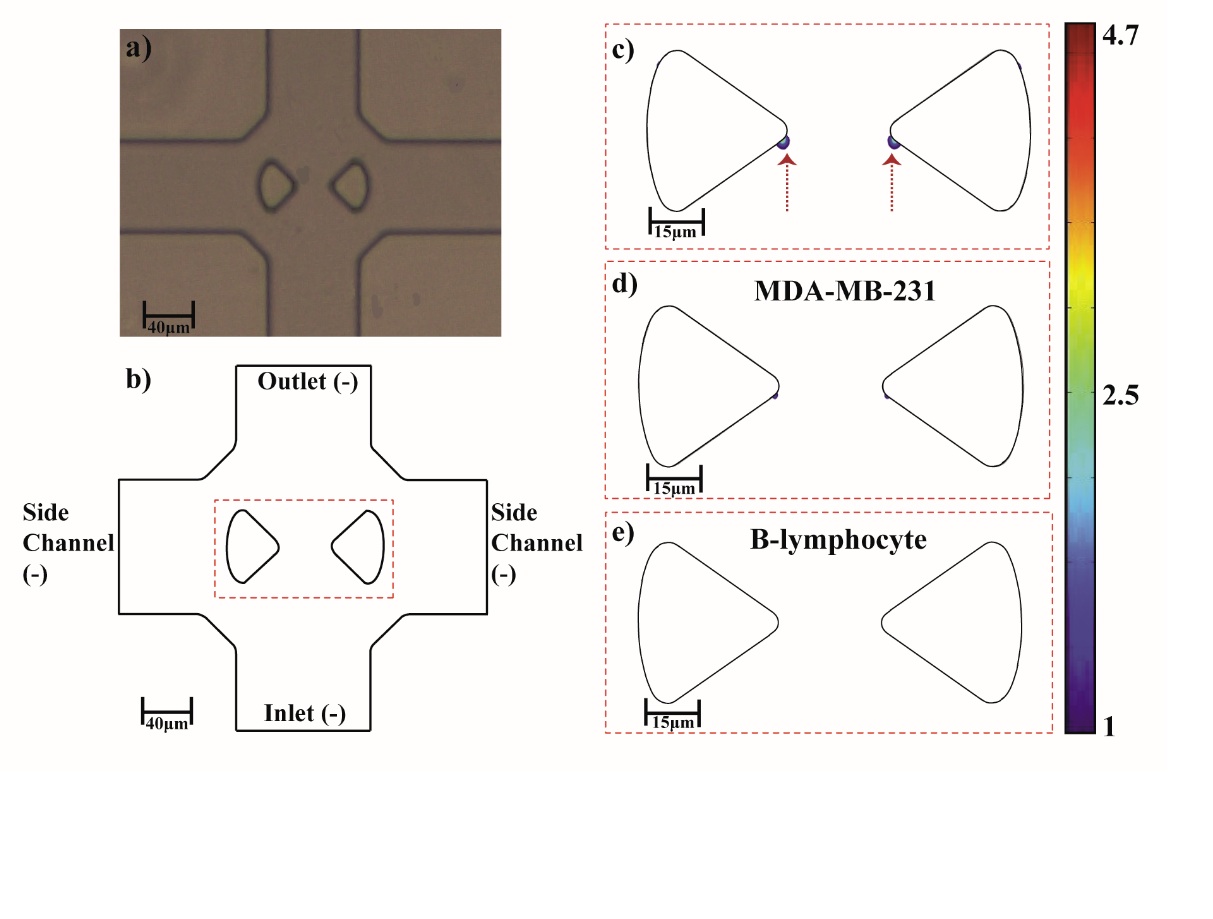 a)
40μm
b)
Outlet (-)
Side
Channel
(-)
Side
Channel
(-)
Inlet (-)
40μm
c)
15μm
d)
MDA-MB-231
15μm
e)
B-lymphocyte
15μm
4.7
2.5
1